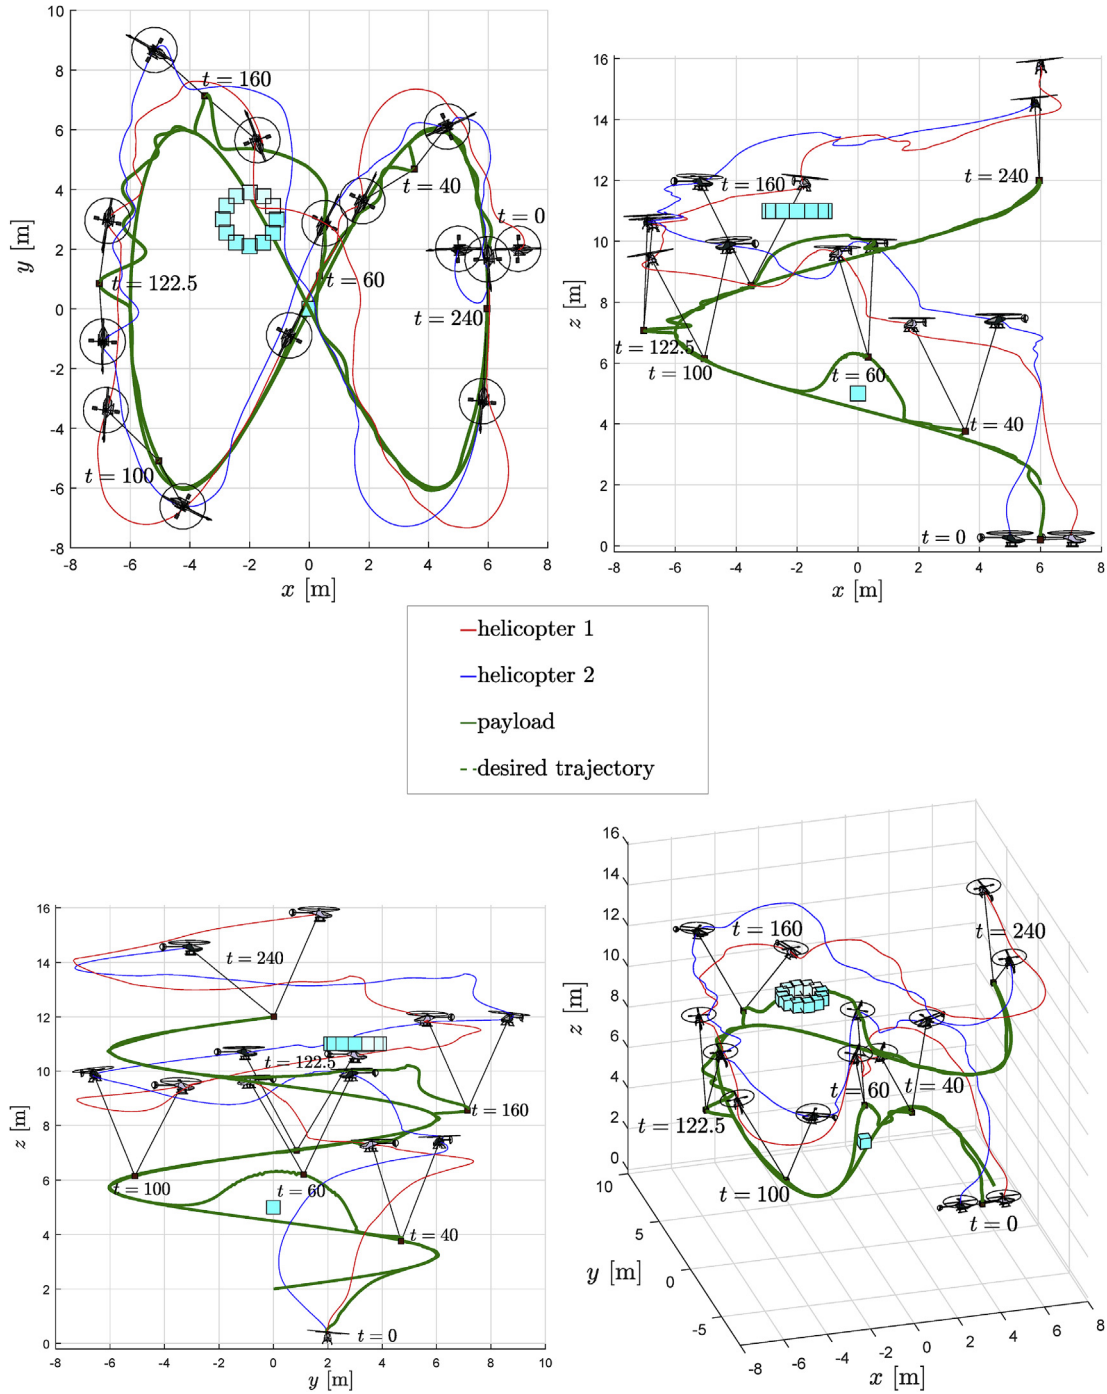 10
8
6
4
2
0
-2
-4
-6
-8
y [m]
t = 160
t = 40
t = 0
t = 122.5
t = 60
t = 240
t = 100
-8 -6 -4 -2 0 2 4 6 8
x [m]
16
14
12
10
8
6
4
2
0
z [m]
t = 240
t = 160
t = 122.5
t = 100
t = 60
t = 40
t = 0
-8 -6 -4 -2 0 2 4 6 8
x [m]
helicopter 1
helicopter 2
payload
desired trajectory
16
14
12
10
8
6
4
2
0
z [m]
t = 240
t = 122.5
t = 160
t = 100
t = 60
t = 40
t = 0
-8 -6 -4 -2 0 2 4 6 8 10
y [m]
16
14
12
10
8
6
4
2
0
z [m]
t = 160
t = 240
t = 60
t = 40
t = 122.5
t = 100
t = 0
10
5
0
-5
y [m]
-8 -6 -4 -2 0 2 4 6 8
x [m]